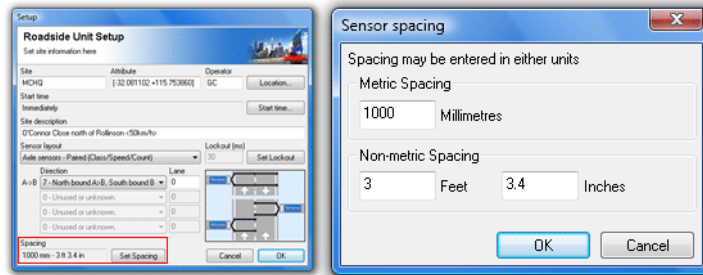 Setup
Roadside Unit Setup
Set site information here
Site Attribute Operator
MCHQ [-32.081102 +115.753860] GC Location...
Start time
Immediately Start time...
Site description
O'Connor Close north of Rollinson <50km/h>
Sensor layout Lockout (ms)
Axle sensors - Paired (Class/Speed/Count) 30 Set Lockout
Direction Lane
A>B 7 - North bound A>B, South bound B 0
0 - Unused or unknown. 0
0 - Unused or unknown. 0
0 - Unused or unknown. 0
Spacing
1000 mm - 3 ft 3.4 in Set Spacing Cancel OK
Sensor spacing
Spacing may be entered in either units
Metric Spacing
1000 Millimetres
Non-metric Spacing
3 Feet 3.4 Inches
OK Cancel